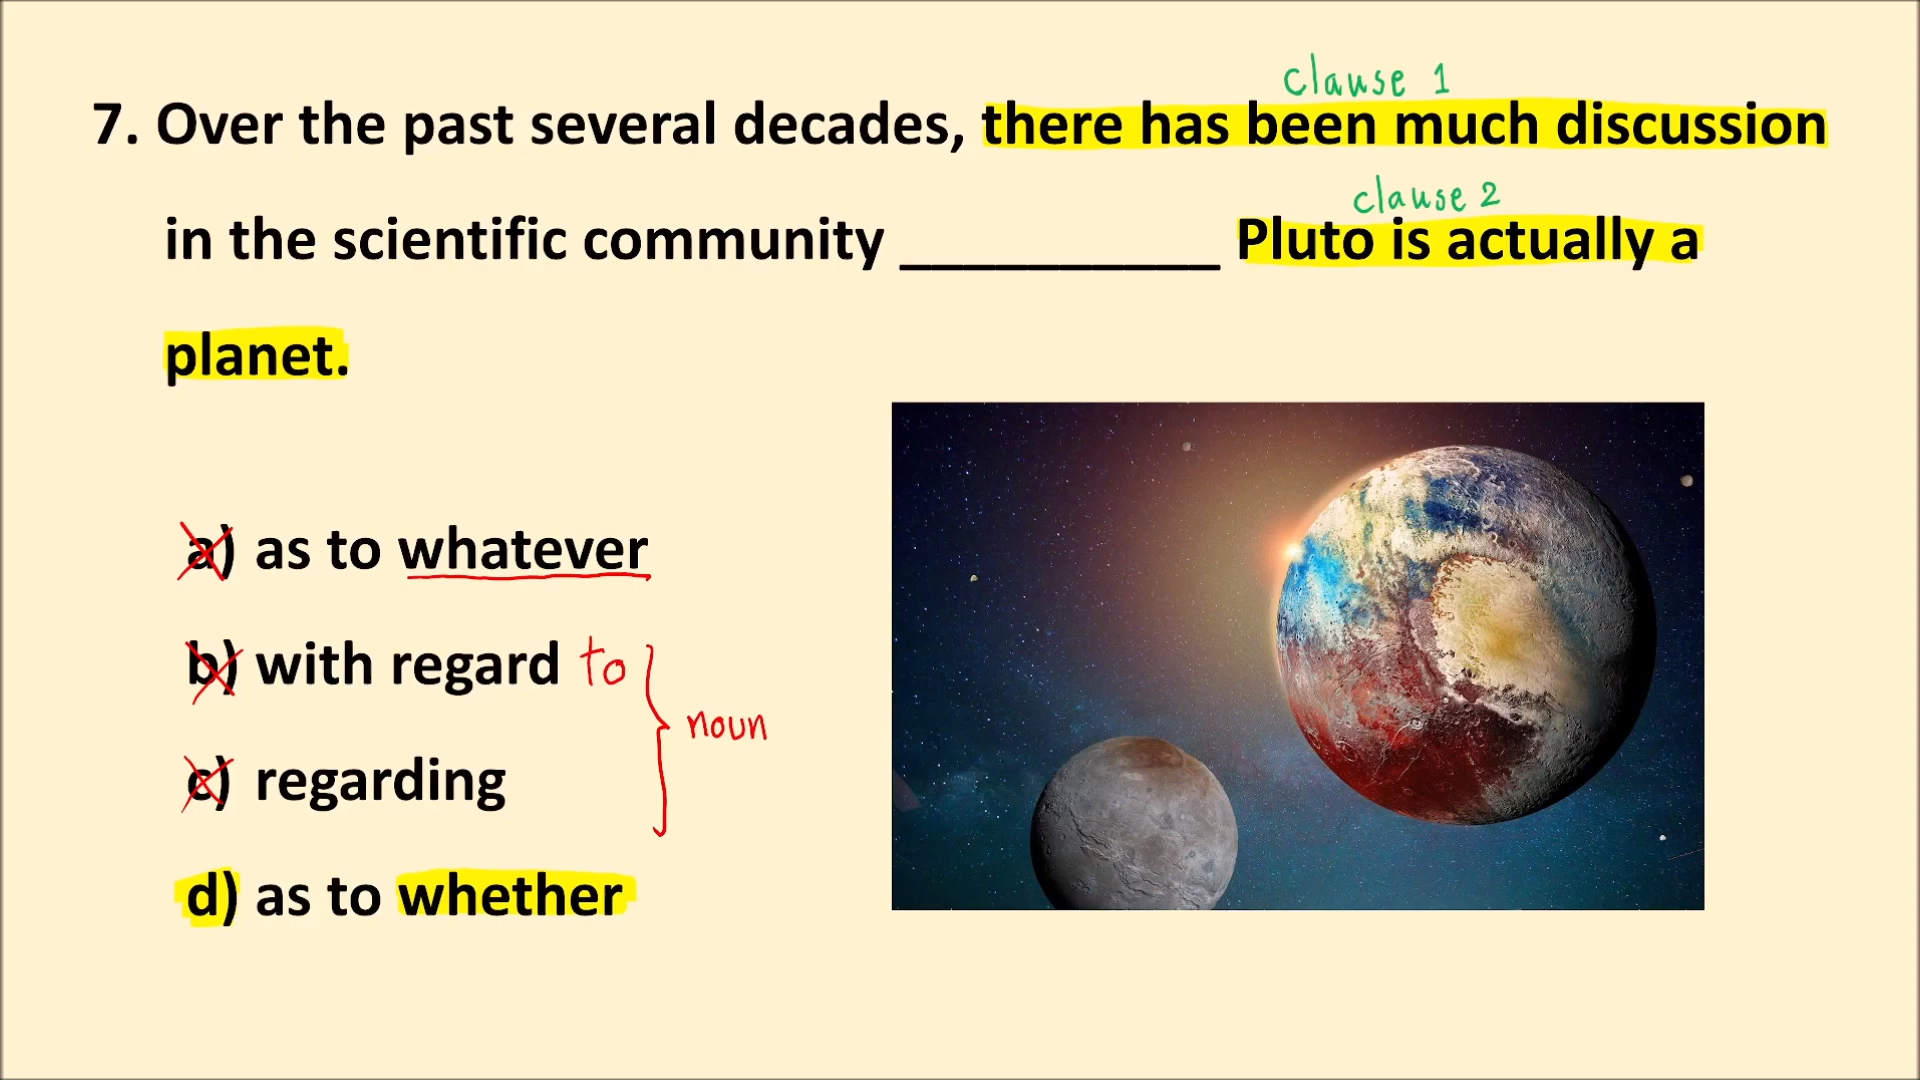 clause 1
7. Over the past several decades, there has been much discussion
clause 2
in the scientific community __________ Pluto is actually a
planet.
a) as to whatever
b) with regard to
noun
c) regarding
d) as to whether